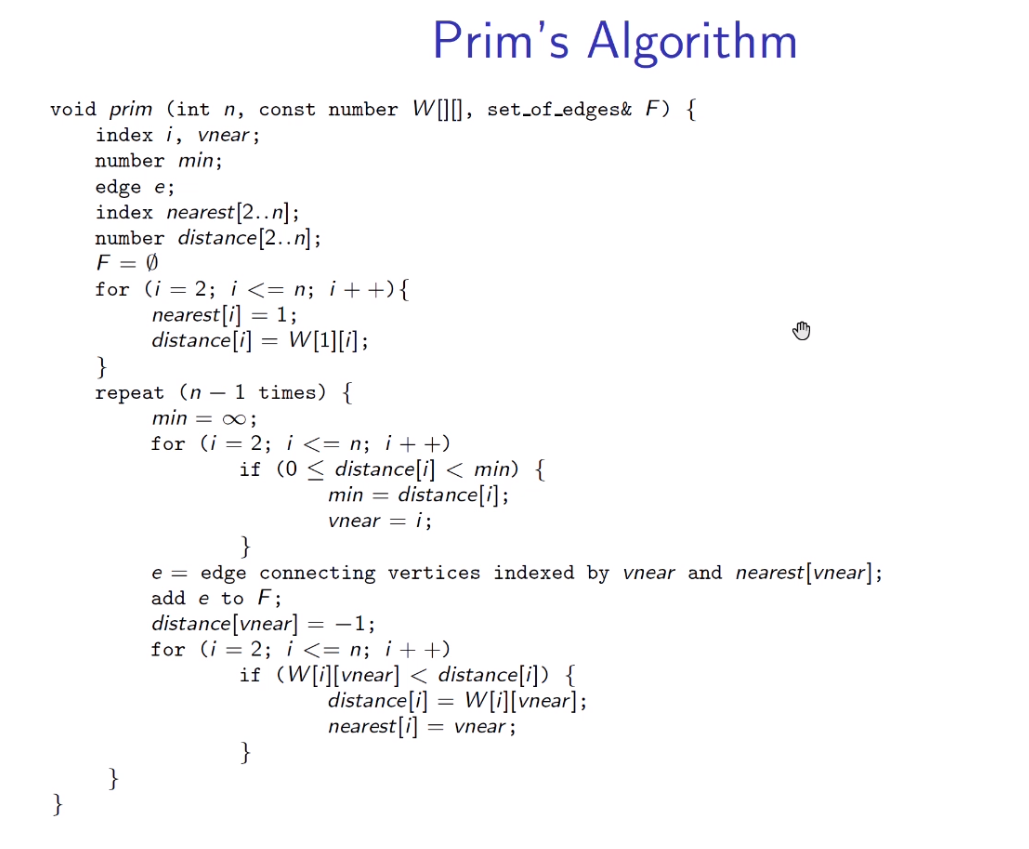 Prim's Algorithm
void prim (int n, const number W[][], set_of_edges& F) {
index i, vnear;
number min;
edge e;
index nearest[2..n];
number distance[2..n];
F = ∅
for (i = 2; i <= n; i + +){
nearest[i] = 1;
distance[i] = W[1][i];
}
repeat (n − 1 times) {
min = ∞;
for (i = 2; i <= n; i + +)
if (0 ≤ distance[i] < min) {
min = distance[i];
vnear = i;
}
e = edge connecting vertices indexed by vnear and nearest[vnear];
add e to F;
distance[vnear] = −1;
for (i = 2; i <= n; i + +)
if (W[i][vnear] < distance[i]) {
distance[i] = W[i][vnear];
nearest[i] = vnear;
}
}
}